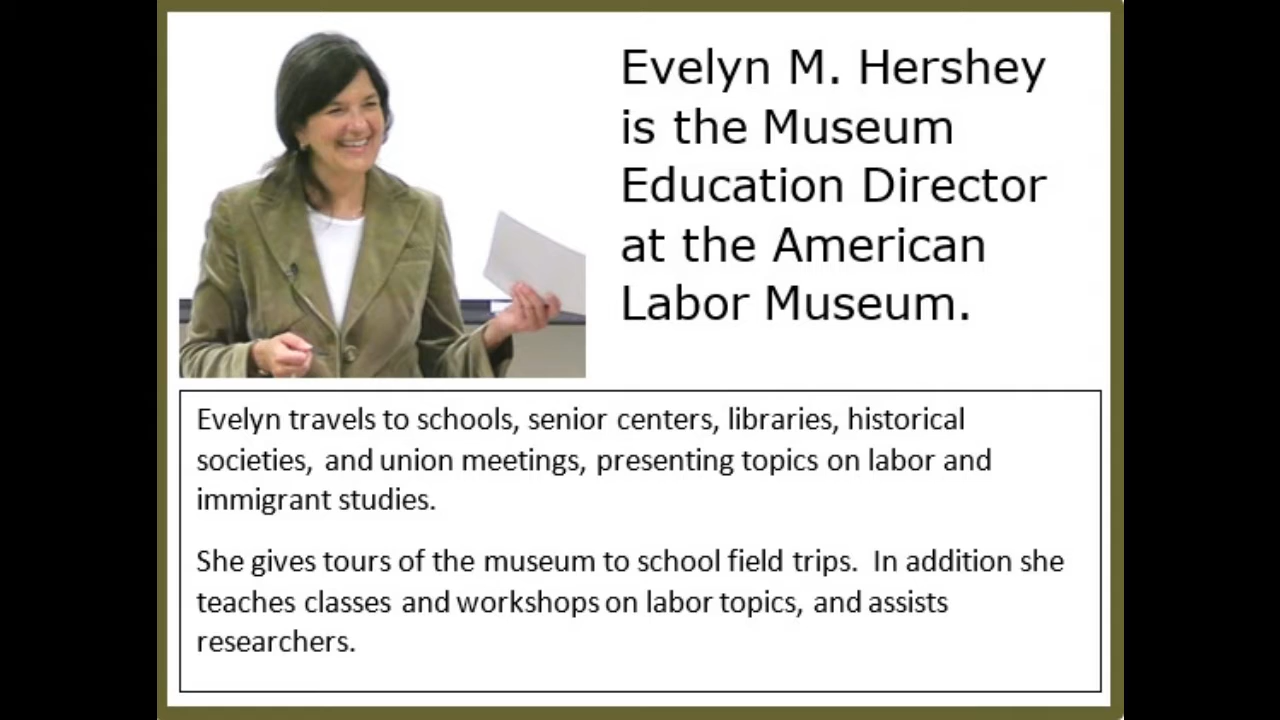 Evelyn M. Hershey
is the Museum
Education Director
at the American
Labor Museum.
Evelyn travels to schools, senior centers, libraries, historical
societies, and union meetings, presenting topics on labor and
immigrant studies.
She gives tours of the museum to school field trips.  In addition she
teaches classes and workshops on labor topics, and assists
researchers.